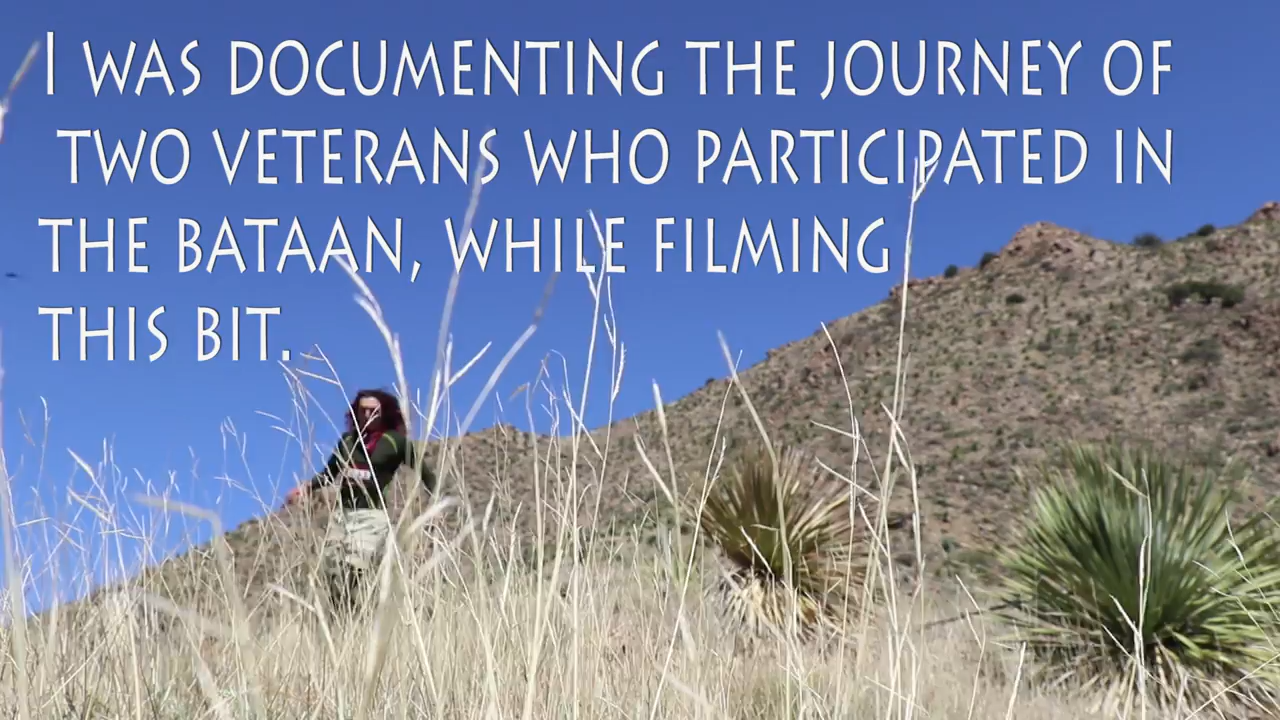 I WAS DOCUMENTING THE JOURNEY OF
TWO VETERANS WHO PARTICIPATED IN
THE BATAAN, WHILE FILMING
THIS BIT.